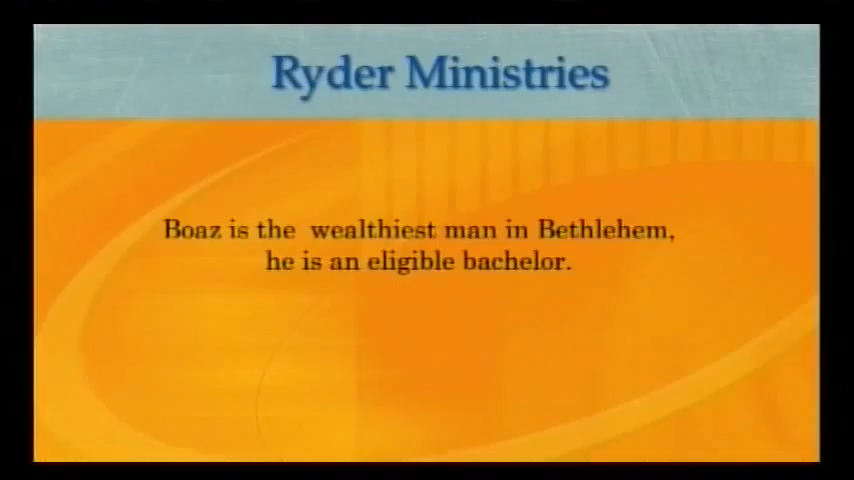 Ryder Ministries
Boaz is the  wealthiest man in Bethlehem,
he is an eligible bachelor.